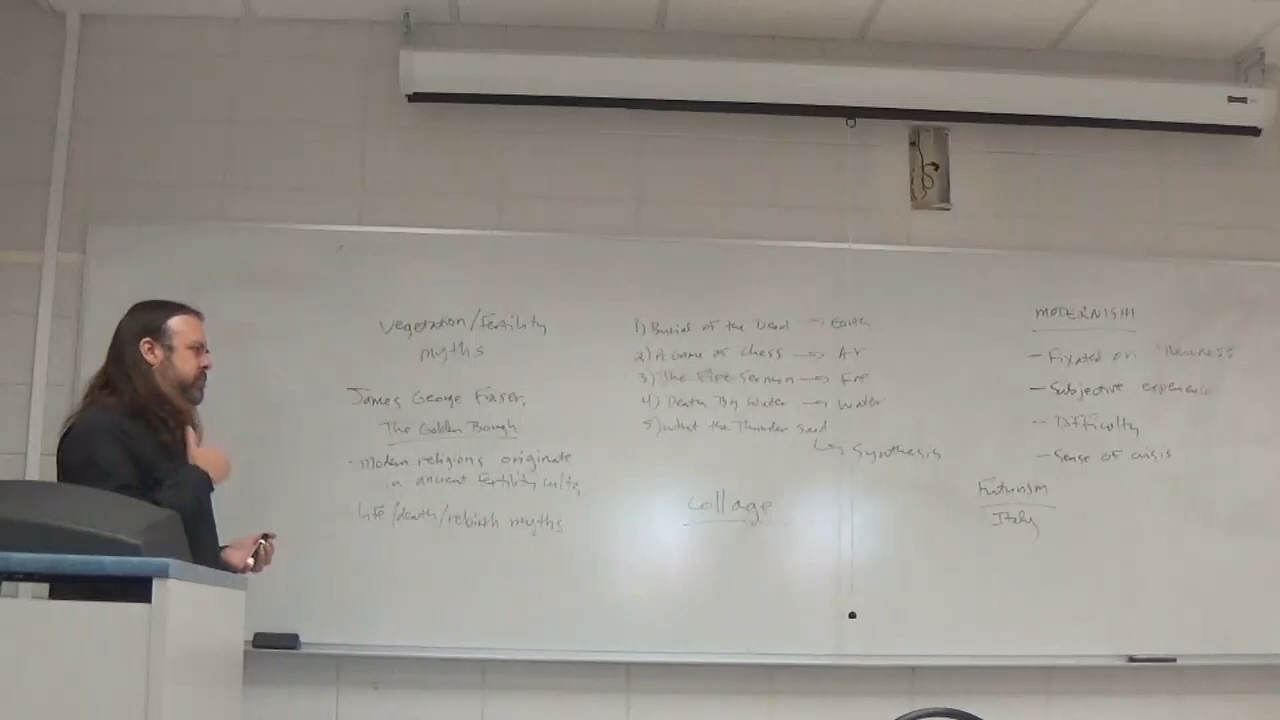 Vegetation/fertility
myths
James George Fraser,
The Golden Bough
- Modern religions originate
in ancient fertility cults
Life/death/rebirth myths
1) Burial of the Dead → Earth
2) A Game of Chess → Air
3) The Fire Sermon → Fire
4) Death By Water → Water
5) What the Thunder said
↳ Synthesis
Collage
MODERNISM
- Fixated on "newness
- Subjective experience
- Difficulty
- Sense of crisis
Futurism
Italy